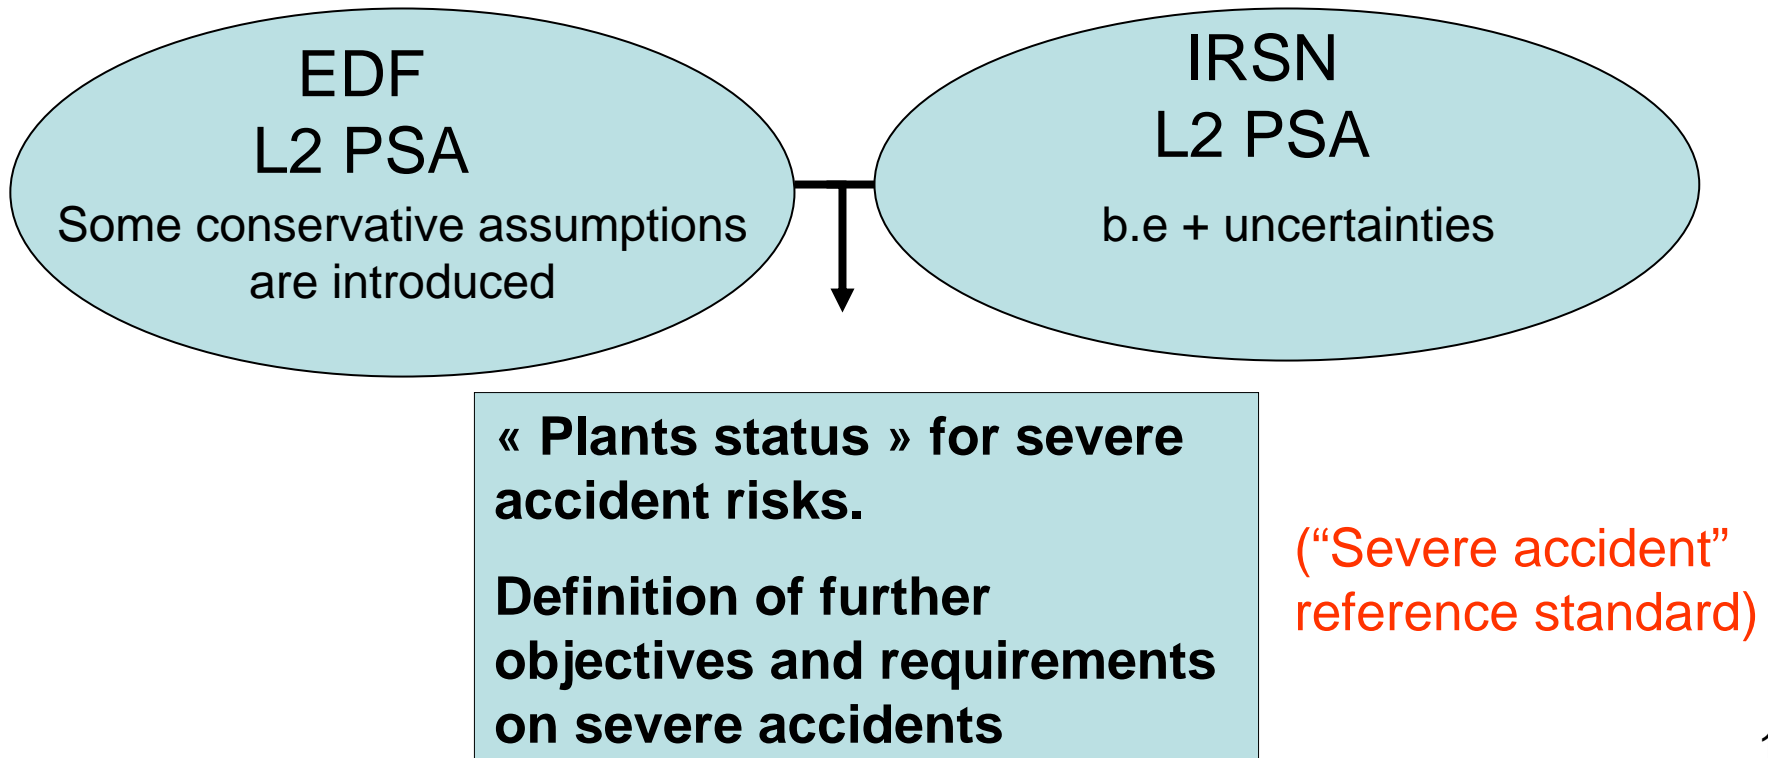 EDF
L2 PSA
Some conservative assumptions
are introduced
IRSN
L2 PSA
b.e + uncertainties
« Plants status » for severe
accident risks.
Definition of further
objectives and requirements
on severe accidents
(“Severe accident”
reference standard)